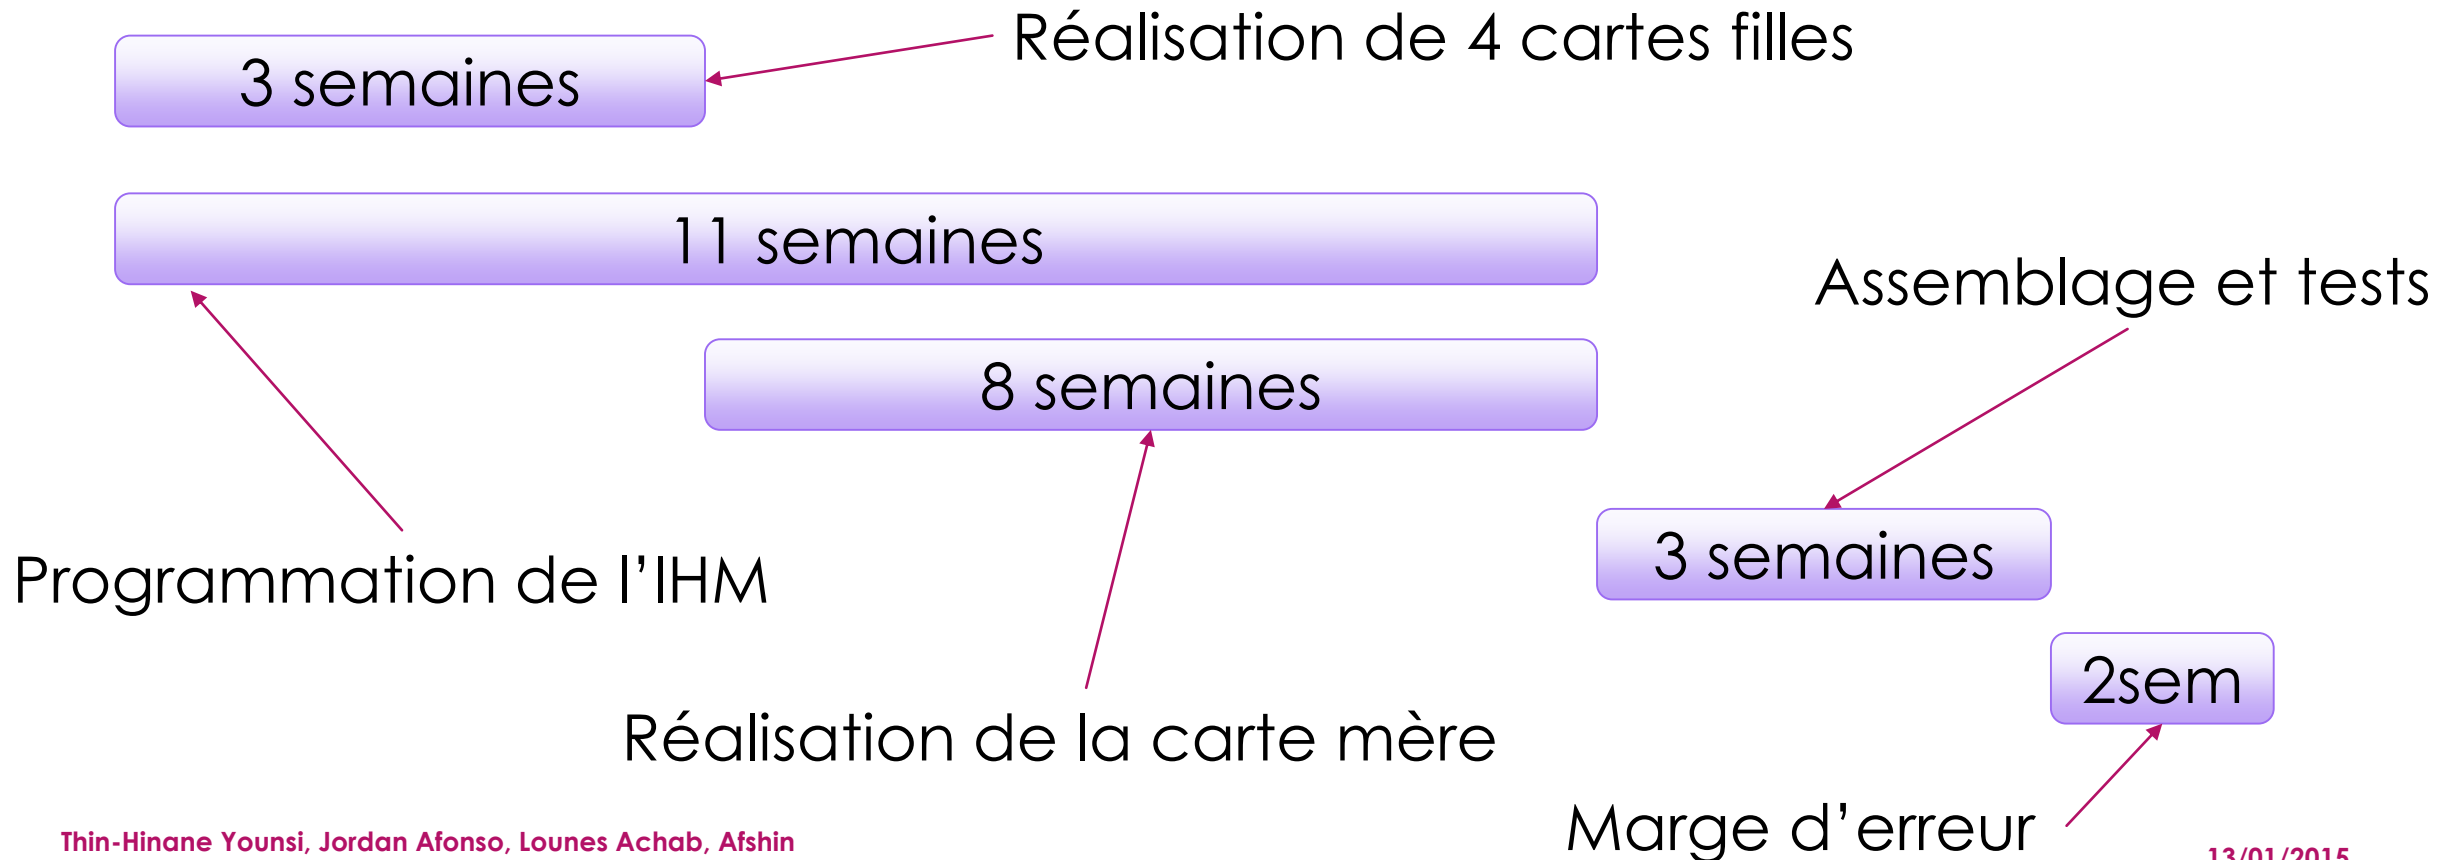 Réalisation de 4 cartes filles
3 semaines
11 semaines
Assemblage et tests
8 semaines
3 semaines
Programmation de l’IHM
2sem
Réalisation de la carte mère
Marge d’erreur
Thin-Hinane Younsi, Jordan Afonso, Lounes Achab, Afshin
13/01/2015